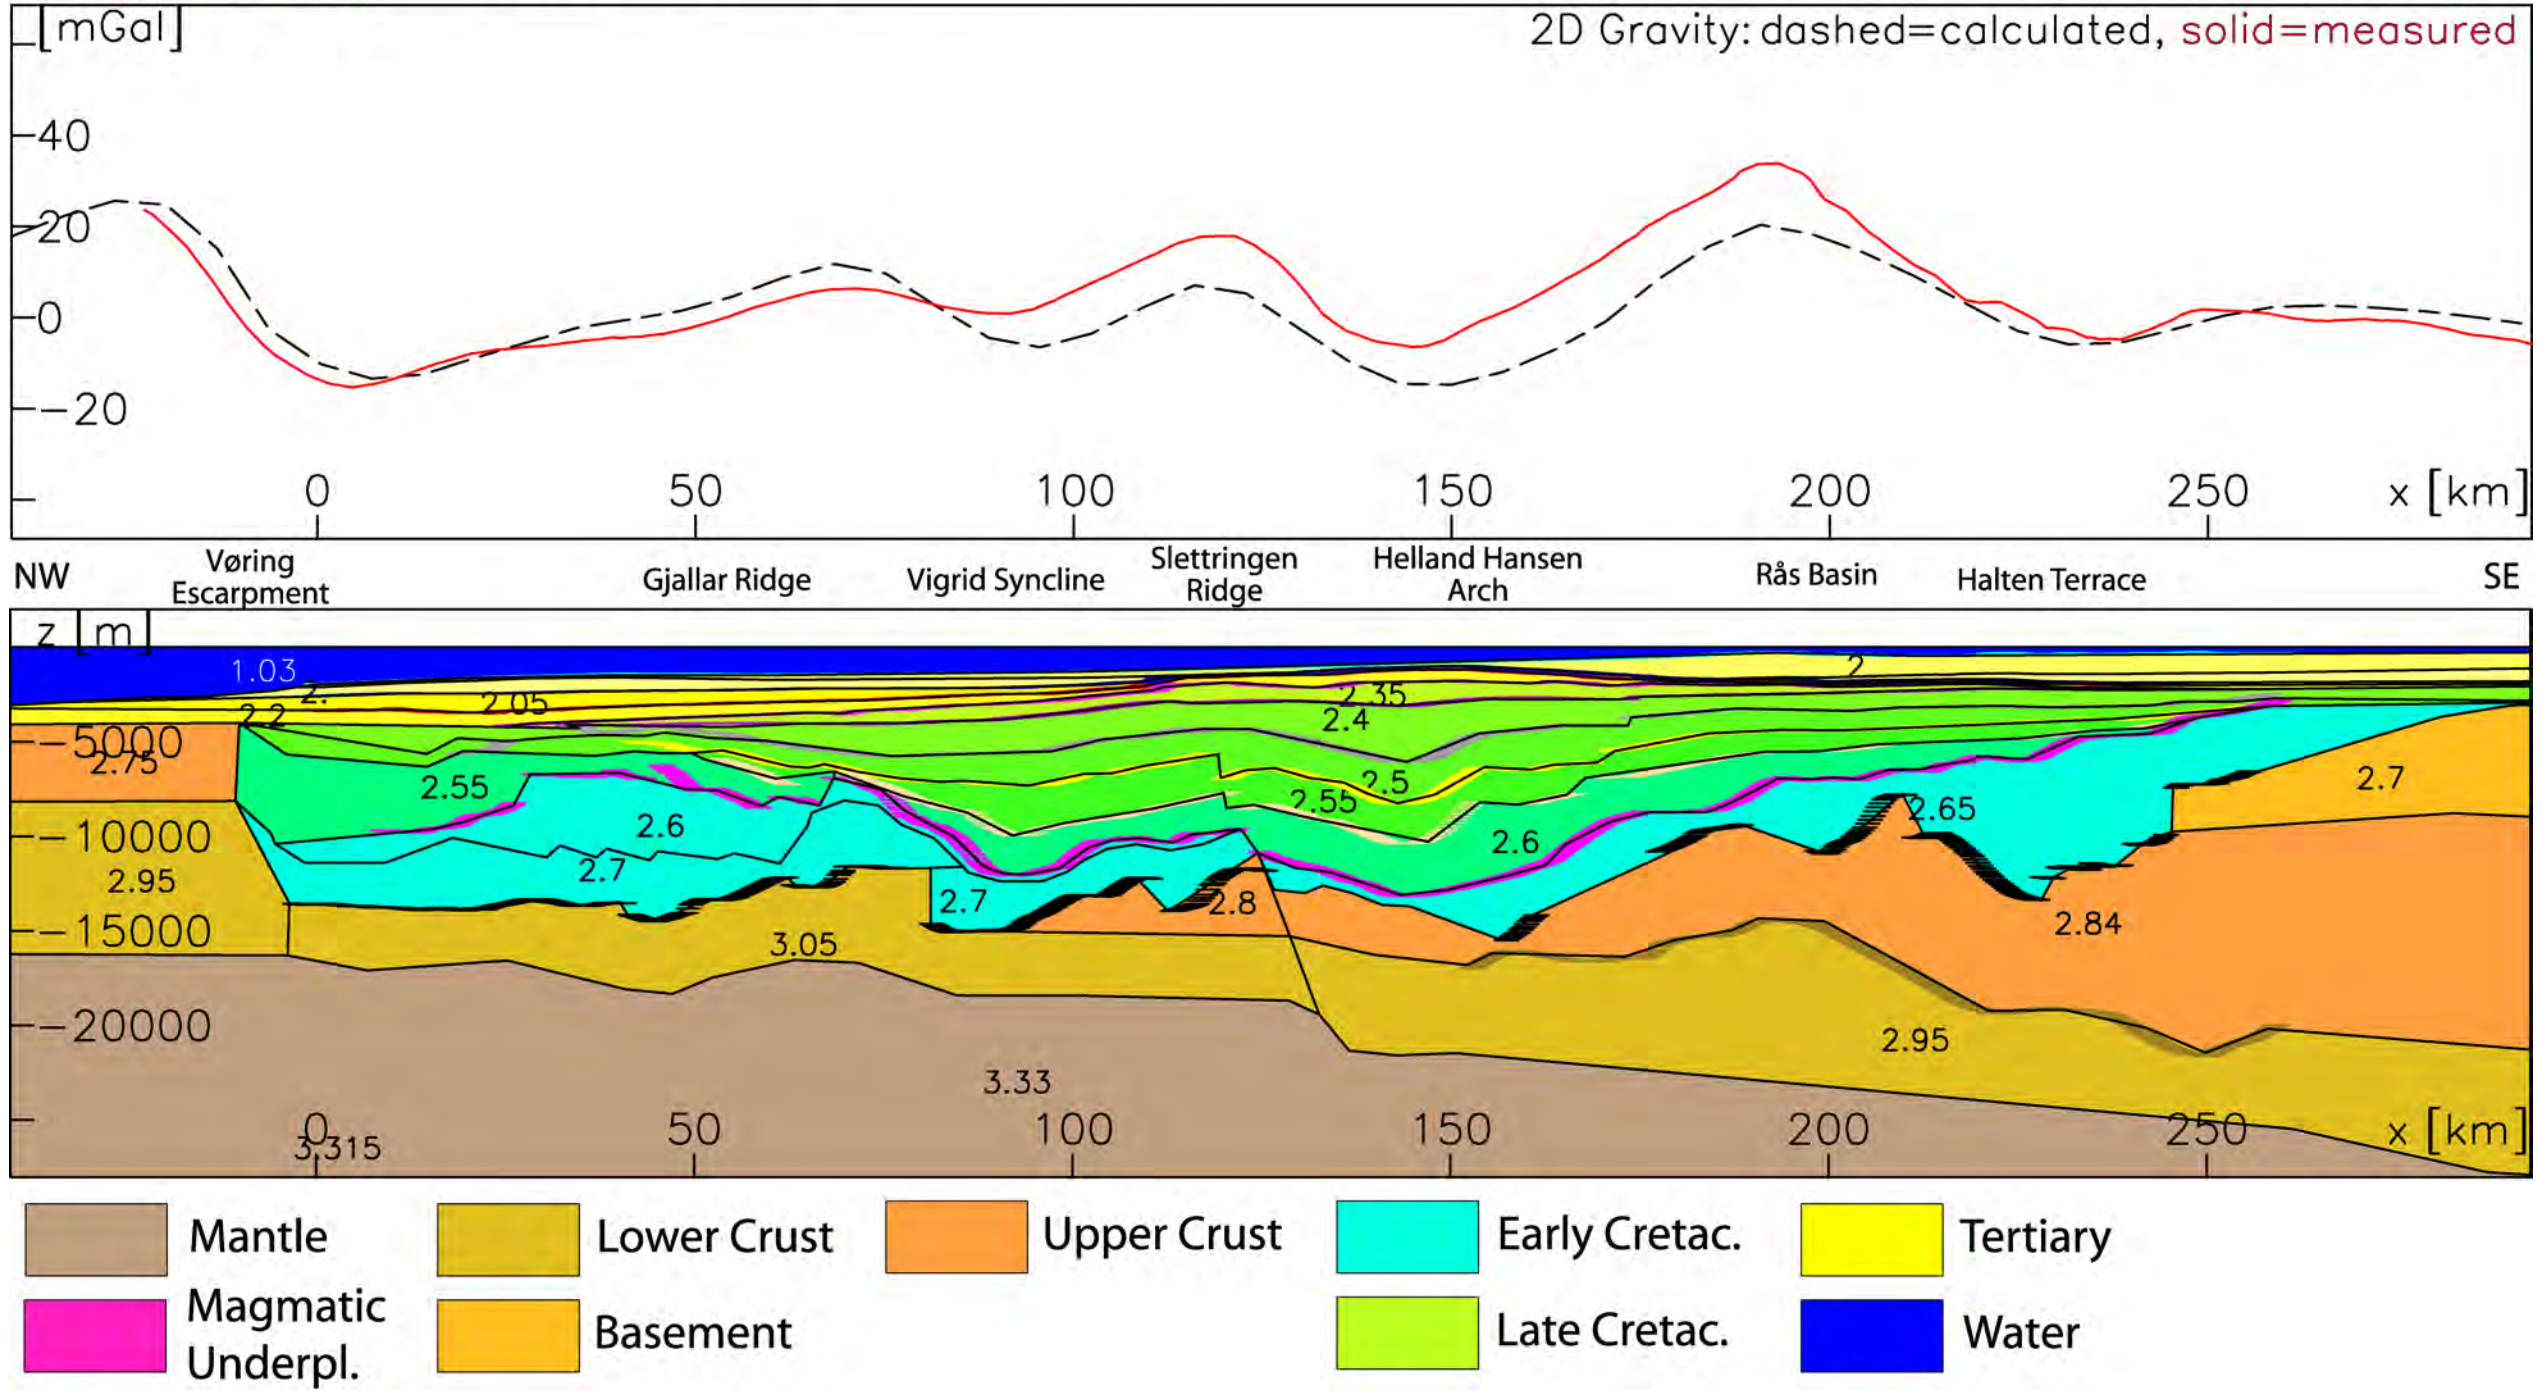 [mGal]
2D Gravity: dashed=calculated, solid=measured
40
20
0
−20
0 50 100 150 200 250 x [km]
NW
Vøring
Escarpment
Gjallar Ridge
Vigrid Syncline
Slettringen
Ridge
Helland Hansen
Arch
Rås Basin
Halten Terrace
SE
z [m]
1.03
2.
2.05
2.2
2.35
2.4
2
−5000
2.75
2.55
2.5
2.55
2.7
−10000
2.6
2.65
2.6
2.95
2.7
2.7
2.8
−15000
3.05
2.84
−20000
2.95
3.33
0 50 100 150 200 250 x [km]
3.315
Mantle
Lower Crust
Upper Crust
Early Cretac.
Tertiary
Magmatic
Underpl.
Basement
Late Cretac.
Water